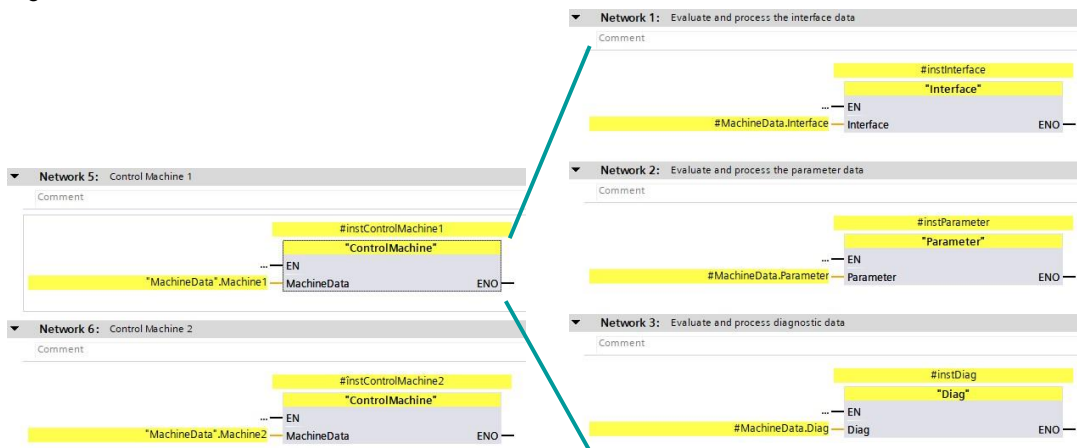 Network 5: Control Machine 1
Comment
#instControlMachine1
"ControlMachine"
... EN
"MachineData".Machine1 MachineData ENO
Network 6: Control Machine 2
Comment
#instControlMachine2
"ControlMachine"
... EN
"MachineData".Machine2 MachineData ENO
Network 1: Evaluate and process the interface data
Comment
#instInterface
"Interface"
... EN
#MachineData.Interface Interface ENO
Network 2: Evaluate and process the parameter data
Comment
#instParameter
"Parameter"
... EN
#MachineData.Parameter Parameter ENO
Network 3: Evaluate and process diagnostic data
Comment
#instDiag
"Diag"
... EN
#MachineData.Diag Diag ENO